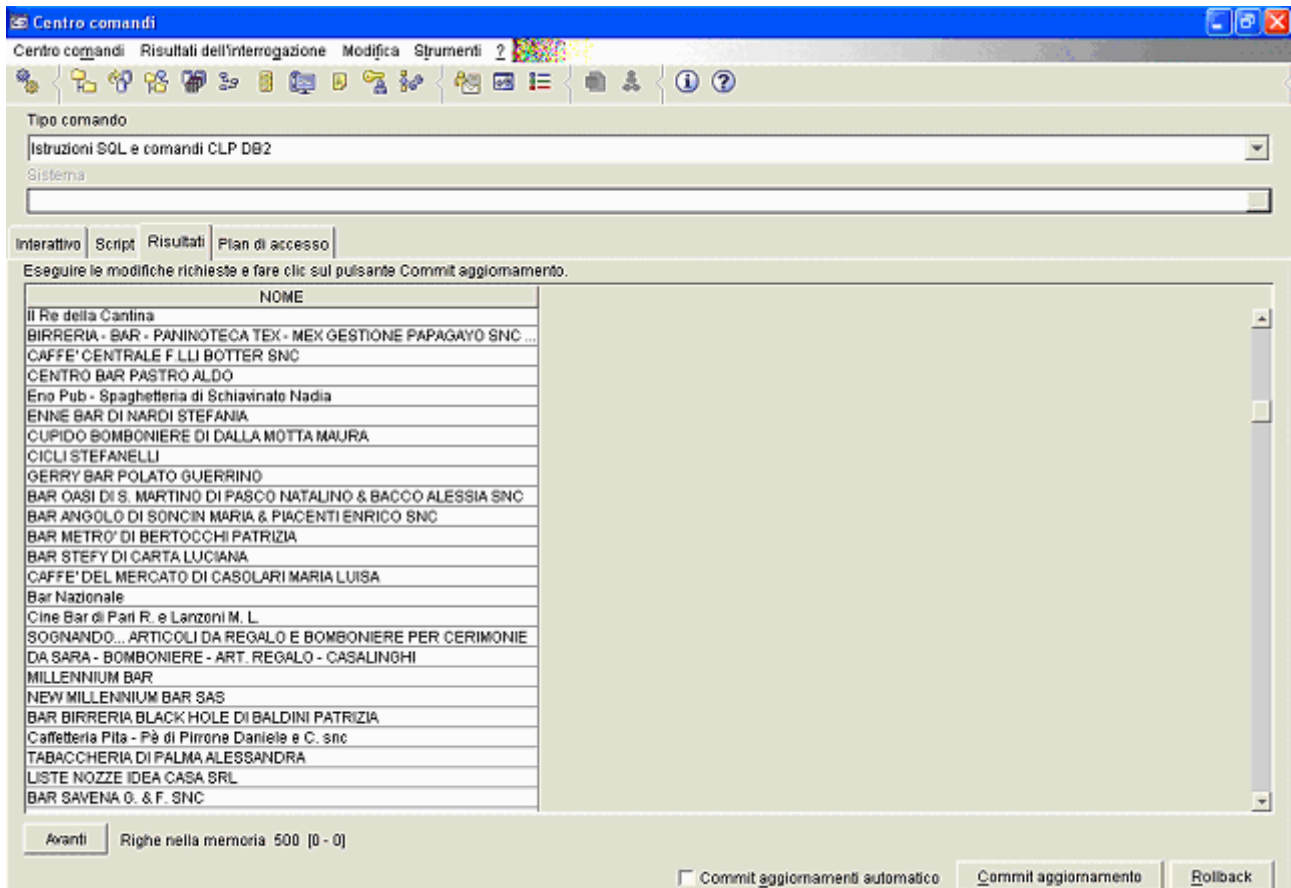 Centro comandi
Centro comandi Risultati dell'interrogazione Modifica Strumenti ?
Tipo comando
Istruzioni SQL e comandi CLP DB2
Sistema
Interattivo Script Risultati Plan di accesso
Eseguire le modifiche richieste e fare clic sul pulsante Commit aggiornamento.
NOME
Il Re della Cantina
BIRRERIA - BAR - PANINOTECA TEX - MEX GESTIONE PAPAGAYO SNC ...
CAFFE' CENTRALE F.LLI BOTTER SNC
CENTRO BAR PASTRO ALDO
Eno Pub - Spaghetteria di Schiavinato Nadia
ENNE BAR DI NARDI STEFANIA
CUPIDO BOMBONIERE DI DALLA MOTTA MAURA
CICLI STEFANELLI
GERRY BAR POLATO GUERRINO
BAR OASI DI S. MARTINO DI PASCO NATALINO & BACCO ALESSIA SNC
BAR ANGOLO DI SONCIN MARIA & PIACENTI ENRICO SNC
BAR METRO' DI BERTOCCHI PATRIZIA
BAR STEFY DI CARTA LUCIANA
CAFFE' DEL MERCATO DI CASOLARI MARIA LUISA
Bar Nazionale
Cine Bar di Pari R. e Lanzoni M. L.
SOGNANDO... ARTICOLI DA REGALO E BOMBONIERE PER CERIMONIE
DA SARA - BOMBONIERE - ART. REGALO - CASALINGHI
MILLENNIUM BAR
NEW MILLENNIUM BAR SAS
BAR BIRRERIA BLACK HOLE DI BALDINI PATRIZIA
Caffetteria Pita - Pè di Pirrone Daniele e C. snc
TABACCHERIA DI PALMA ALESSANDRA
LISTE NOZZE IDEA CASA SRL
BAR SAVENA G. & F. SNC
Avanti Righe nella memoria 500 [0 - 0]
Commit aggiornamenti automatico Commit aggiornamento Rollback